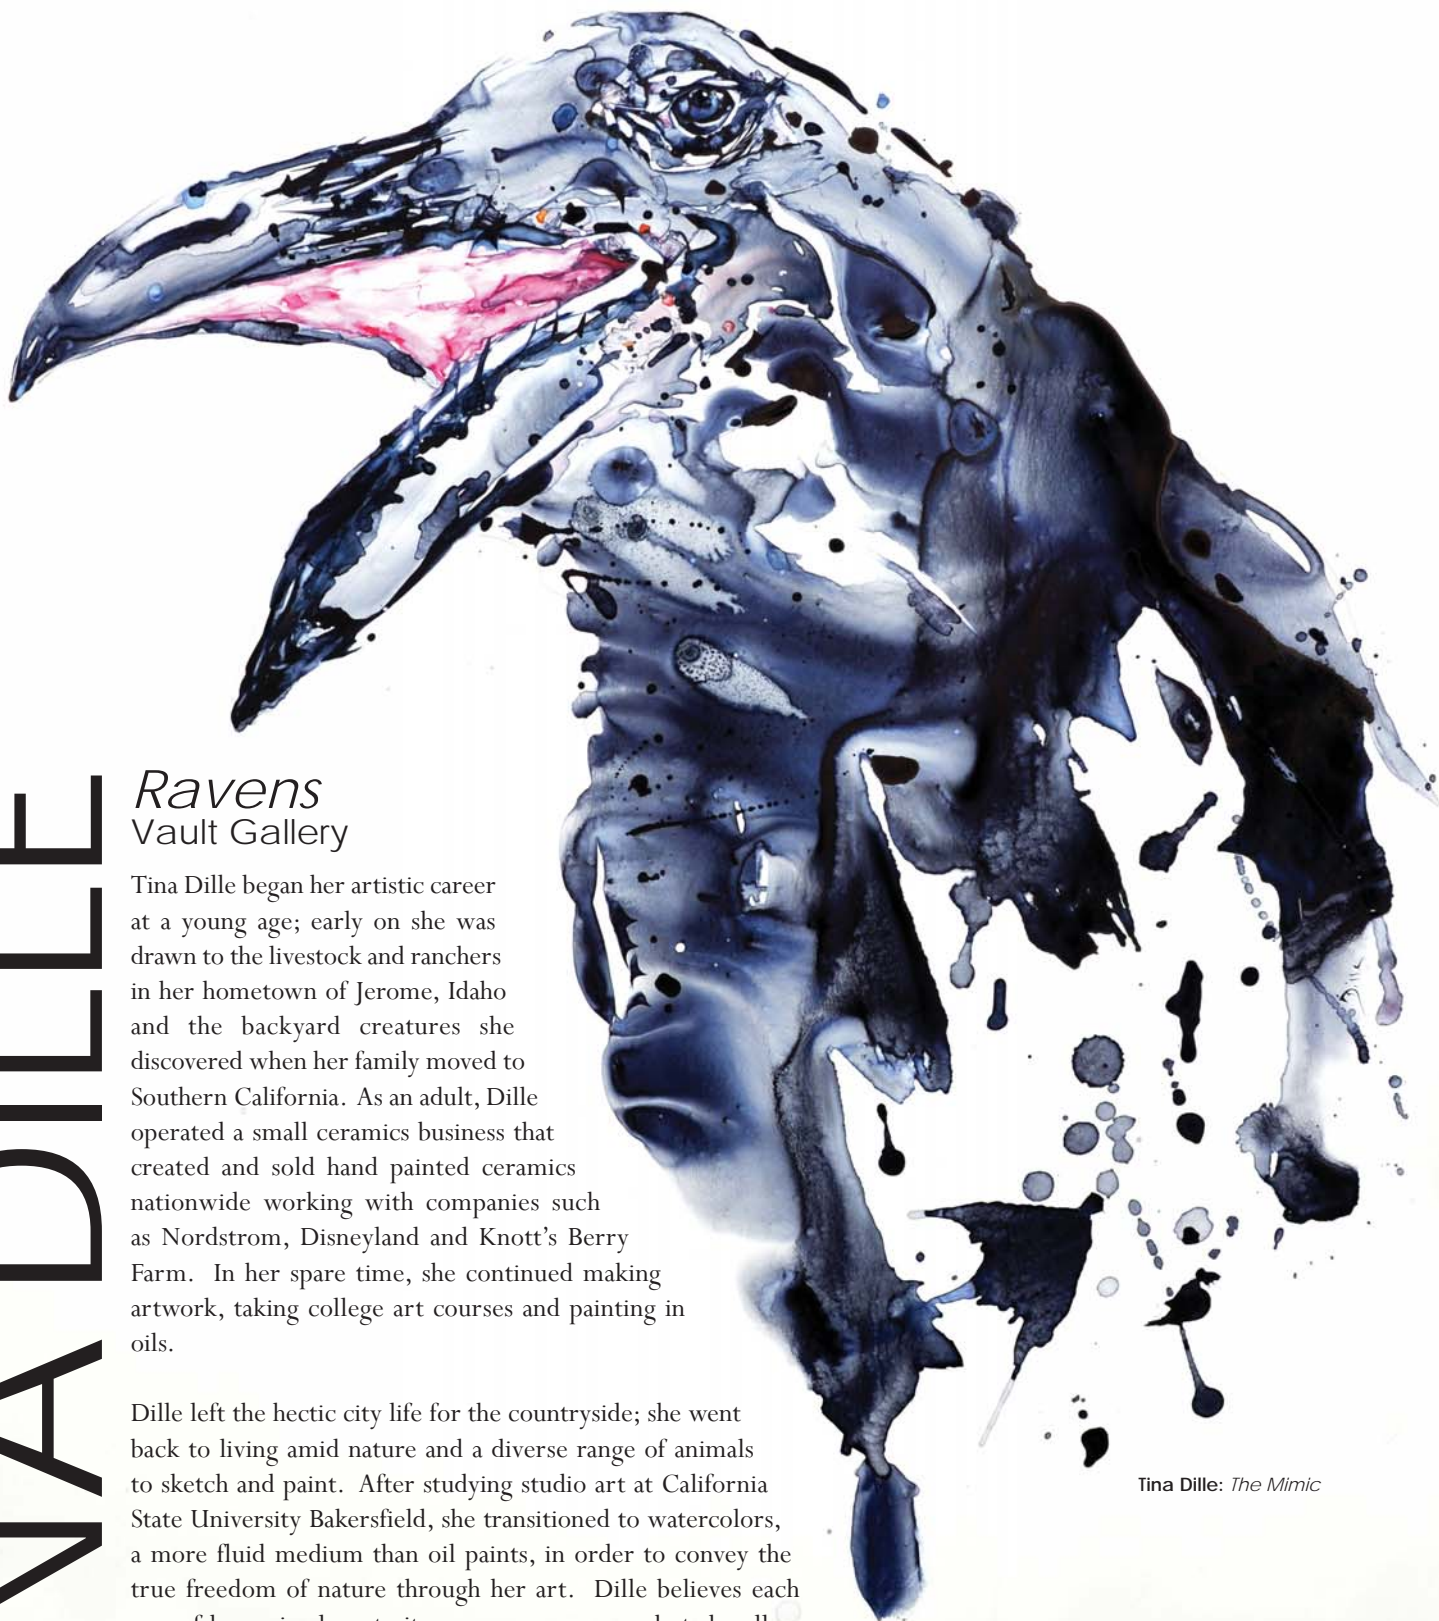 NA DILLE
Ravens
Vault Gallery
Tina Dille began her artistic career
at a young age; early on she was
drawn to the livestock and ranchers
in her hometown of Jerome, Idaho
and the backyard creatures she
discovered when her family moved to
Southern California. As an adult, Dille
operated a small ceramics business that
created and sold hand painted ceramics
nationwide working with companies such
as Nordstrom, Disneyland and Knott’s Berry
Farm. In her spare time, she continued making
artwork, taking college art courses and painting in
oils.
Dille left the hectic city life for the countryside; she went
back to living amid nature and a diverse range of animals
to sketch and paint. After studying studio art at California
State University Bakersfield, she transitioned to watercolors,
a more fluid medium than oil paints, in order to convey the
true freedom of nature through her art. Dille believes each
Tina Dille: The Mimic